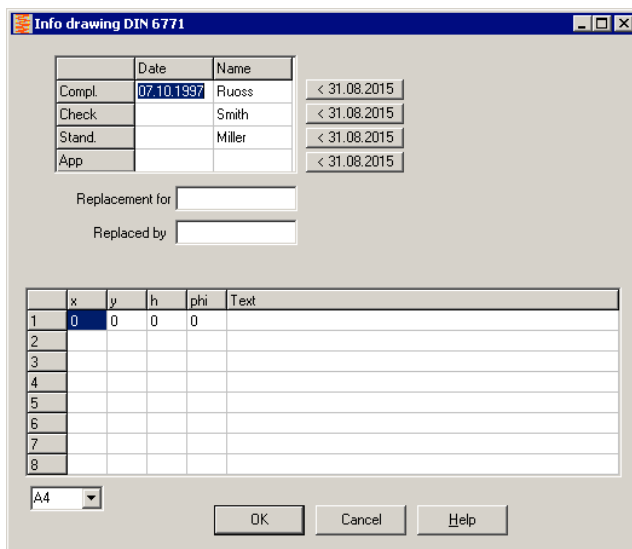 Info drawing DIN 6771
Date Name
Compl. 07.10.1997 Ruoss < 31.08.2015
Check Smith < 31.08.2015
Stand. Miller < 31.08.2015
App < 31.08.2015
Replacement for
Replaced by
x y h phi Text
1 0 0 0 0
2
3
4
5
6
7
8
A4
OK Cancel Help